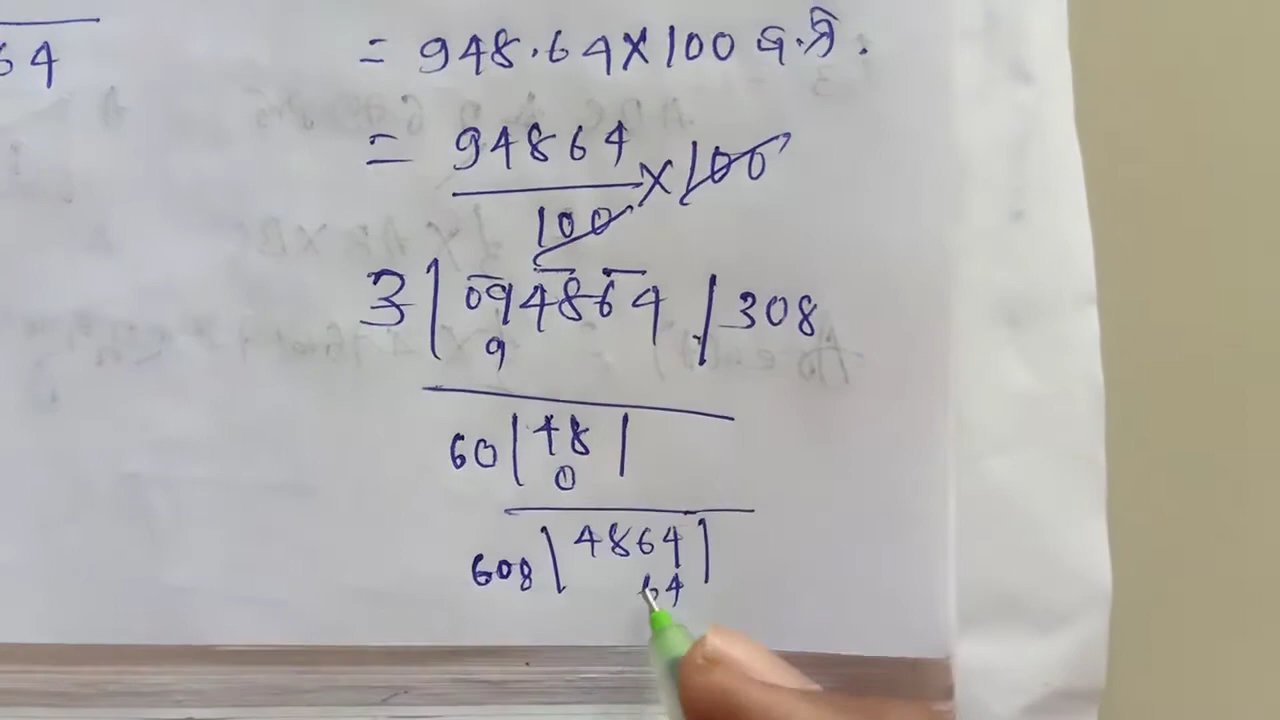 64
= 948.64 × 100 ବ.ମି.
= 94864 / 100 × 100
3 | 094864 / 308
9
60 | 48 |
0
608 | 4864 |
64